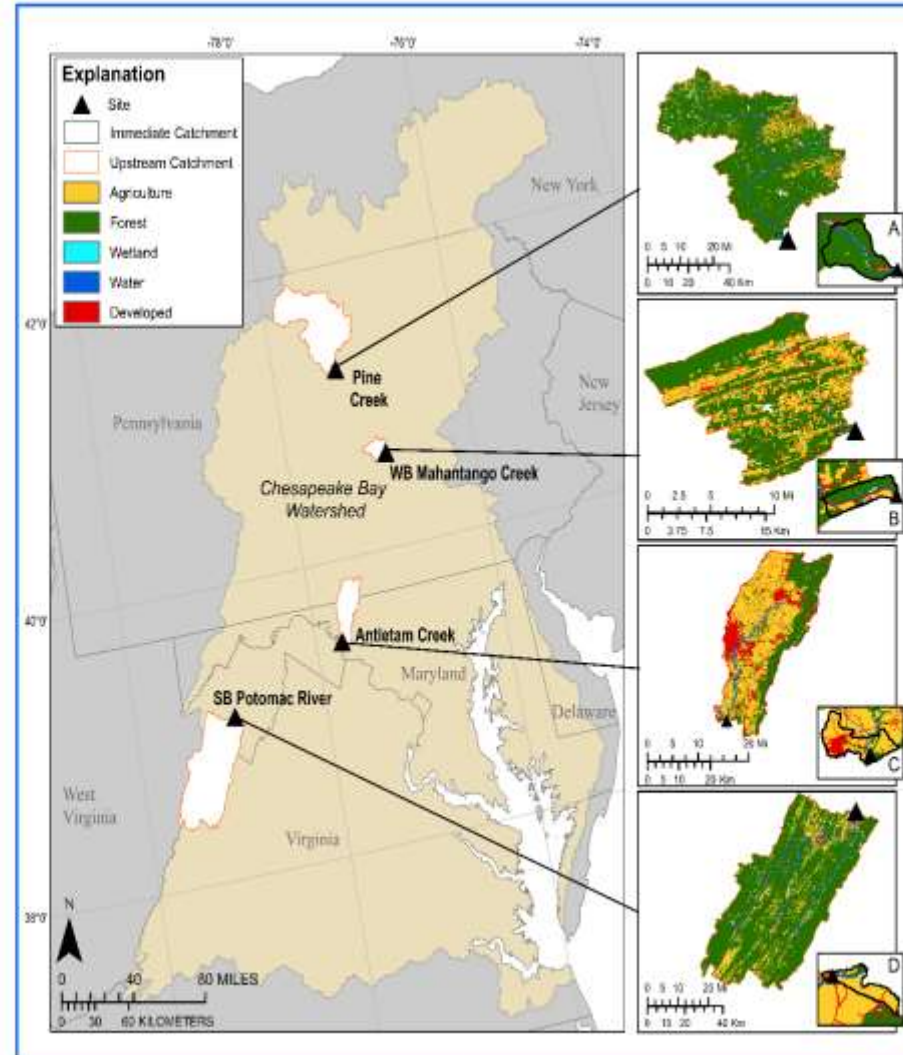 -78°0'
-76°0'
-74°0'
Explanation
Site
Immediate Catchment
Upstream Catchment
Agriculture
Forest
Wetland
Water
Developed
New York
42°0'
Pine
Creek
New
Jersey
Pennsylvania
WB Mahantango Creek
Chesapeake Bay
Watershed
40°0'
Antietam Creek
Maryland
SB Potomac River
Delaware
West
Virginia
Virginia
38°0'
N
0 40 80 MILES
0 30 60 KILOMETERS
A
0 5 10 20 Mi
0 10 20 40 Km
B
0 2.5 5 10 Mi
0 3.75 7.5 15 Km
C
0 5 10 20 Mi
0 5 10 20 Km
D
0 5 10 20 Mi
0 10 20 40 Km